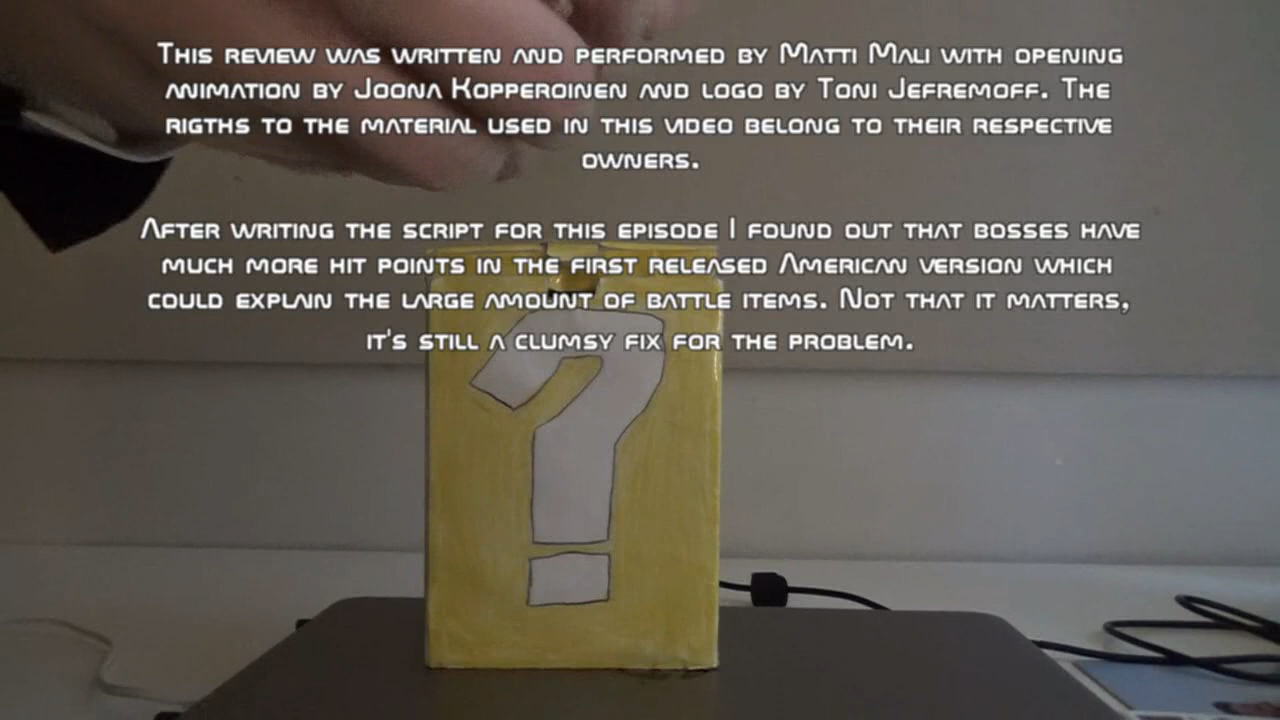 This review was written and performed by Matti Mali with opening
animation by Joona Kopperoinen and logo by Toni Jefremoff. The
rigths to the material used in this video belong to their respective
owners.
After writing the script for this episode I found out that bosses have
much more hit points in the first released American version which
could explain the large amount of battle items. Not that it matters,
it's still a clumsy fix for the problem.
?